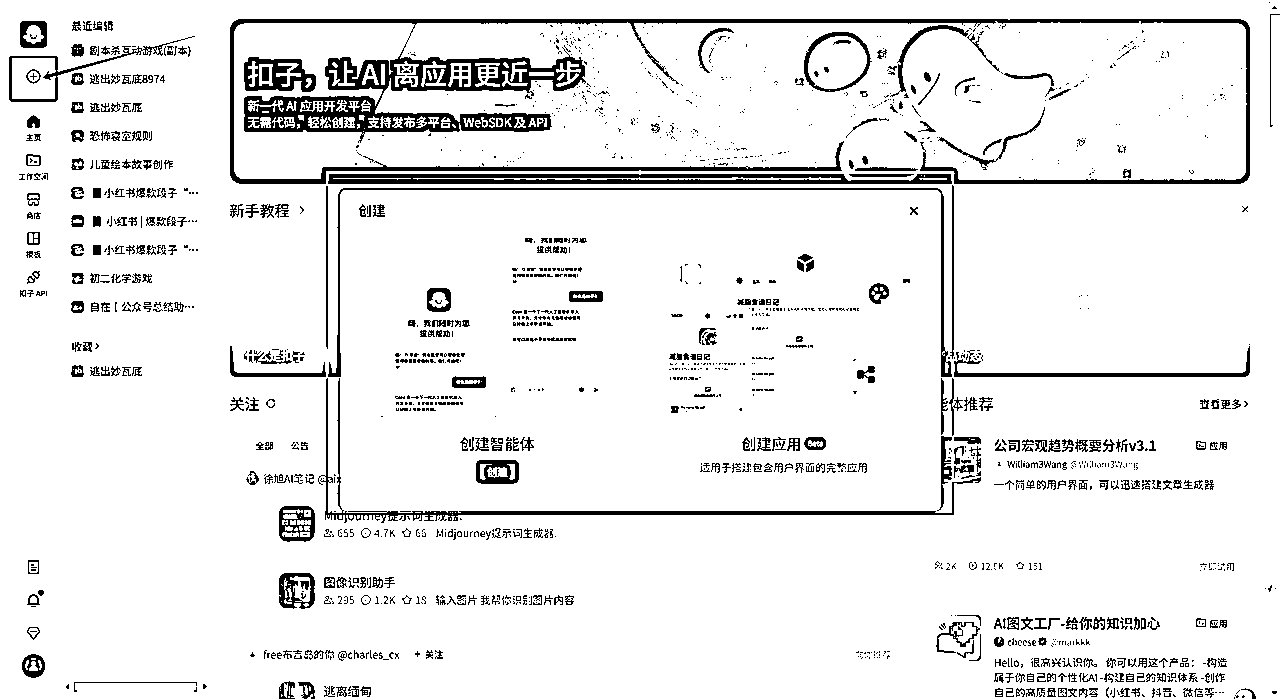 最近编辑
剧本杀互动游戏(副本)
逃出妙瓦底8974
逃出妙瓦底
恐怖寝室规则
儿童绘本故事创作
小红书爆款段子 “…
小红书 | 爆款段子…
小红书爆款段子 “…
初二化学游戏
自在 [ 公众号总结助…
收藏 >
逃出妙瓦底
主页
工作空间
商店
模板
扣子 API
扣子，让 AI 离应用更近一步
新一代 AI 应用开发平台
无需代码，轻松创建，支持发布多平台、WebSDK 及 API
新手教程 >
什么是扣子
创建
嗨，我们随时为您
提供帮助！
嗨，我们随时为您
提供帮助！
减脂食谱日记
减脂食谱日记
创建智能体
创建
创建应用 Beta
适用于搭建包含用户界面的完整应用
关注
全部 公告
徐旭AI笔记 @aix
Midjourney提示词生成器.
655 4.7K 66 Midjourney提示词生成器.
图像识别助手
295 1.2K 18 输入图片 我帮你识别图片内容
free布吉岛的你 @charles_cx + 关注
逃离缅甸
体推荐
查看更多 >
公司宏观趋势概要分析v3.1
应用
William3Wang @William3Wang
一个简单的用户界面，可以迅速搭建文章生成器
2K 12.9K 151 立即试用
AI图文工厂-给你的知识加心
应用
cheese @markkk
Hello，很高兴认识你。 你可以用这个产品： -构造
属于你自己的个性化AI -构建自己的知识体系 -创作
自己的高质量图文内容（小红书、抖音、微信等…